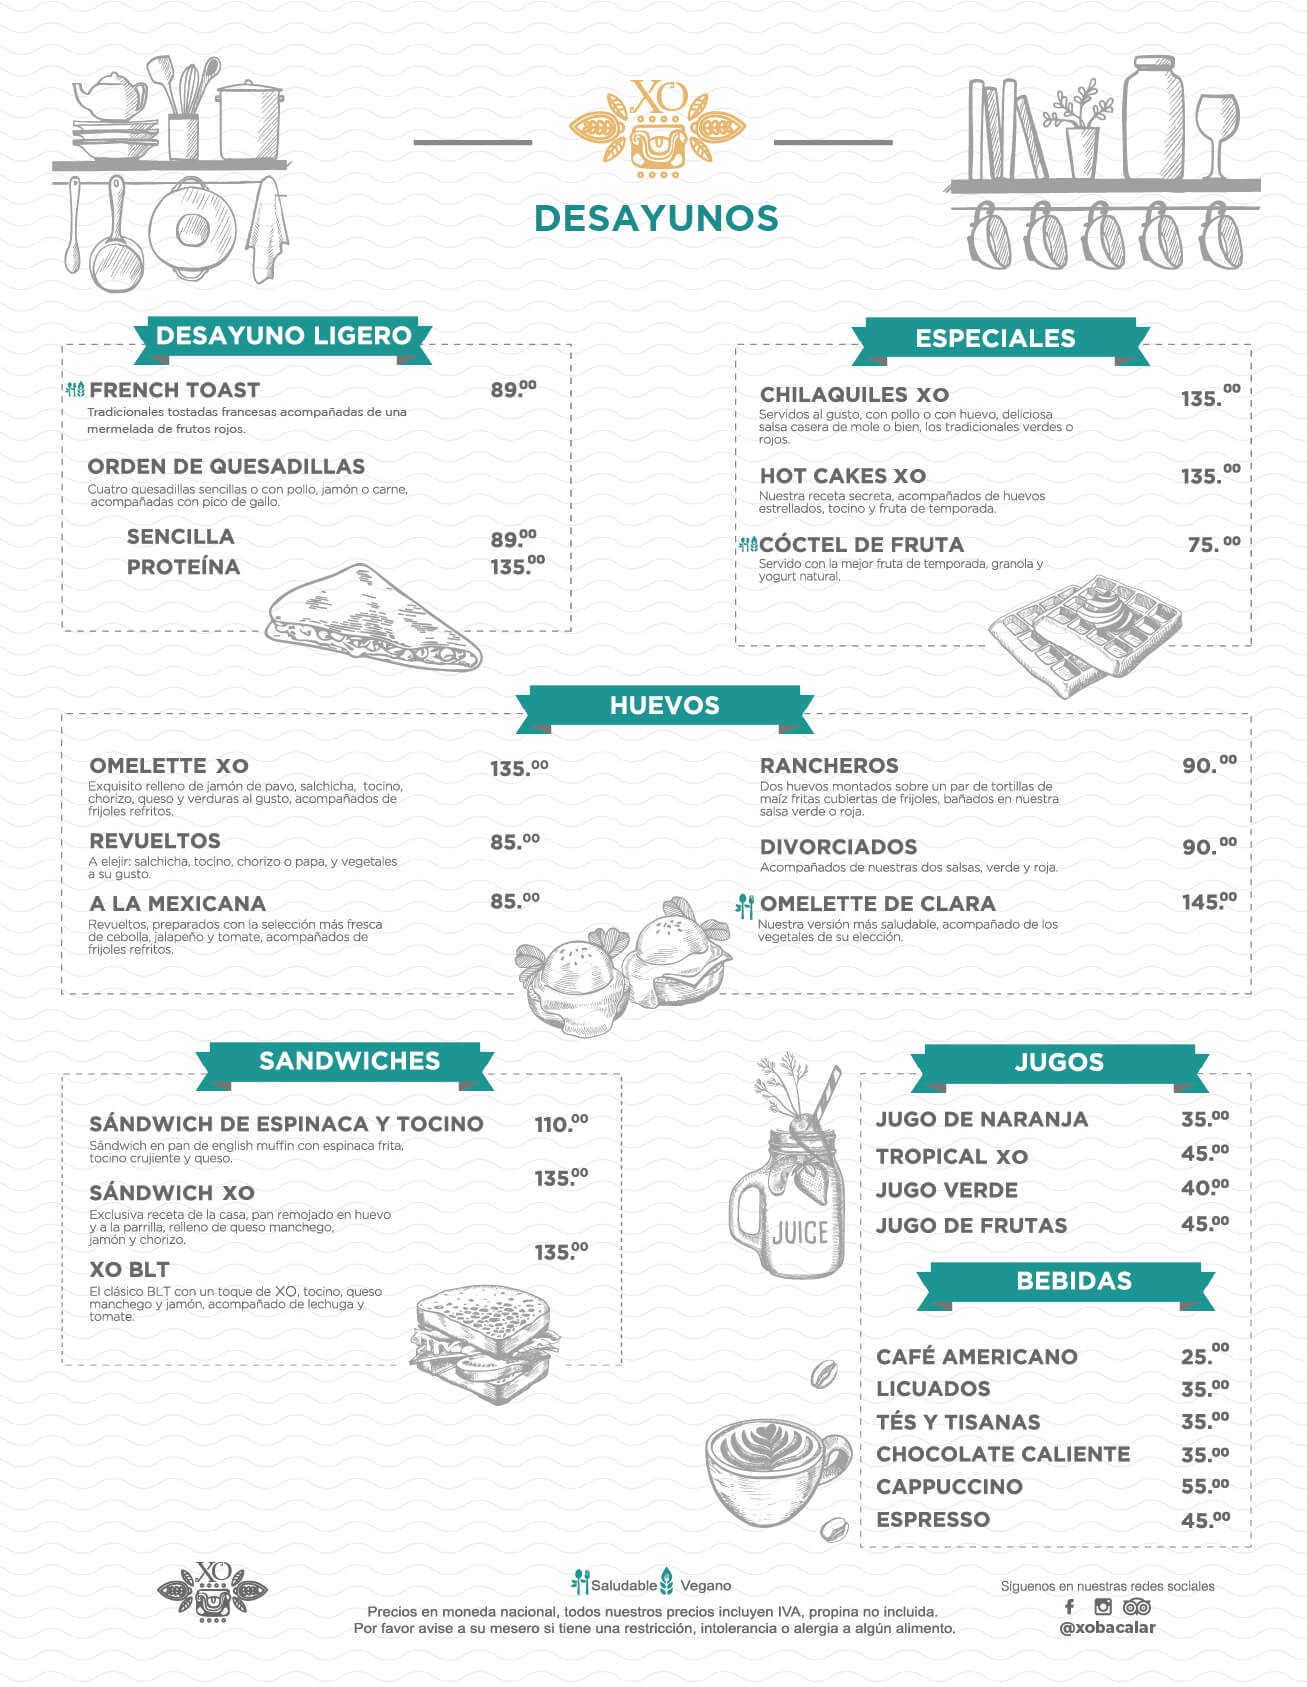 XO
DESAYUNOS
DESAYUNO LIGERO
FRENCH TOAST 89.00
Tradicionales tostadas francesas acompañadas de una
mermelada de frutos rojos.
ORDEN DE QUESADILLAS
Cuatro quesadillas sencillas o con pollo, jamón o carne,
acompañadas con pico de gallo.
SENCILLA 89.00
PROTEÍNA 135.00
ESPECIALES
CHILAQUILES XO 135.00
Servidos al gusto, con pollo o con huevo, deliciosa
salsa casera de mole o bien, los tradicionales verdes o
rojos.
HOT CAKES XO 135.00
Nuestra receta secreta, acompañados de huevos
estrellados, tocino y fruta de temporada.
CÓCTEL DE FRUTA 75.00
Servido con la mejor fruta de temporada, granola y
yogurt natural.
HUEVOS
OMELETTE XO 135.00
Exquisito relleno de jamón de pavo, salchicha, tocino,
chorizo, queso y verduras al gusto, acompañados de
frijoles refritos.
REVUELTOS 85.00
A elejir: salchicha, tocino, chorizo o papa, y vegetales
a su gusto.
A LA MEXICANA 85.00
Revueltos, preparados con la selección más fresca
de cebolla, jalapeño y tomate, acompañados de
frijoles refritos.
RANCHEROS 90.00
Dos huevos montados sobre un par de tortillas de
maíz fritas cubiertas de frijoles, bañados en nuestra
salsa verde o roja.
DIVORCIADOS 90.00
Acompañados de nuestras dos salsas, verde y roja.
OMELETTE DE CLARA 145.00
Nuestra versión más saludable, acompañado de los
vegetales de su elección.
SANDWICHES
SÁNDWICH DE ESPINACA Y TOCINO 110.00
Sándwich en pan de english muffin con espinaca frita,
tocino crujiente y queso.
SÁNDWICH XO 135.00
Exclusiva receta de la casa, pan remojado en huevo
y a la parrilla, relleno de queso manchego,
jamón y chorizo.
XO BLT 135.00
El clásico BLT con un toque de XO, tocino, queso
manchego y jamón, acompañado de lechuga y
tomate.
JUICE
JUGOS
JUGO DE NARANJA 35.00
TROPICAL XO 45.00
JUGO VERDE 40.00
JUGO DE FRUTAS 45.00
BEBIDAS
CAFÉ AMERICANO 25.00
LICUADOS 35.00
TÉS Y TISANAS 35.00
CHOCOLATE CALIENTE 35.00
CAPPUCCINO 55.00
ESPRESSO 45.00
XO
Saludable Vegano
Precios en moneda nacional, todos nuestros precios incluyen IVA, propina no incluida.
Por favor avise a su mesero si tiene una restricción, intolerancia o alergia a algún alimento.
Síguenos en nuestras redes sociales
@xobacalar